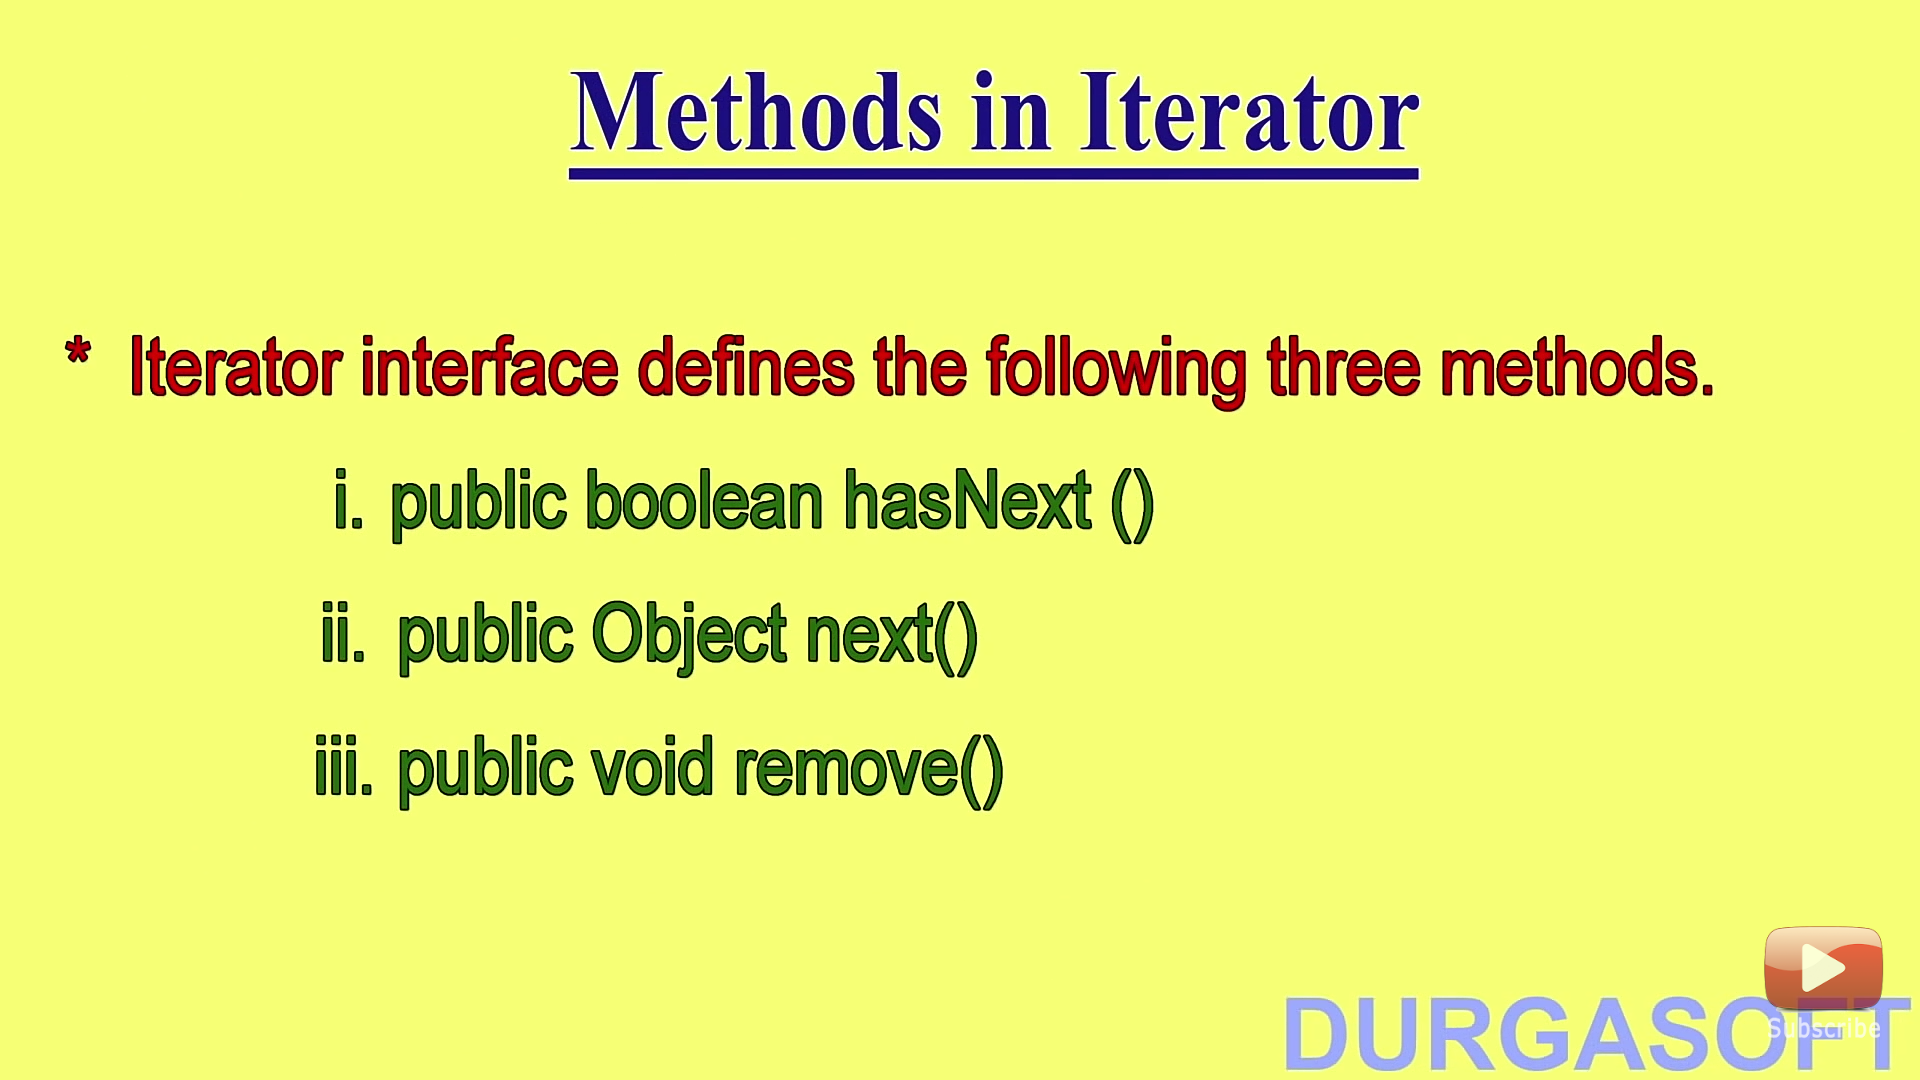 Methods in Iterator
* Iterator interface defines the following three methods.
i. public boolean hasNext ()
ii. public Object next()
iii. public void remove()
DURGASOFT
Subscribe